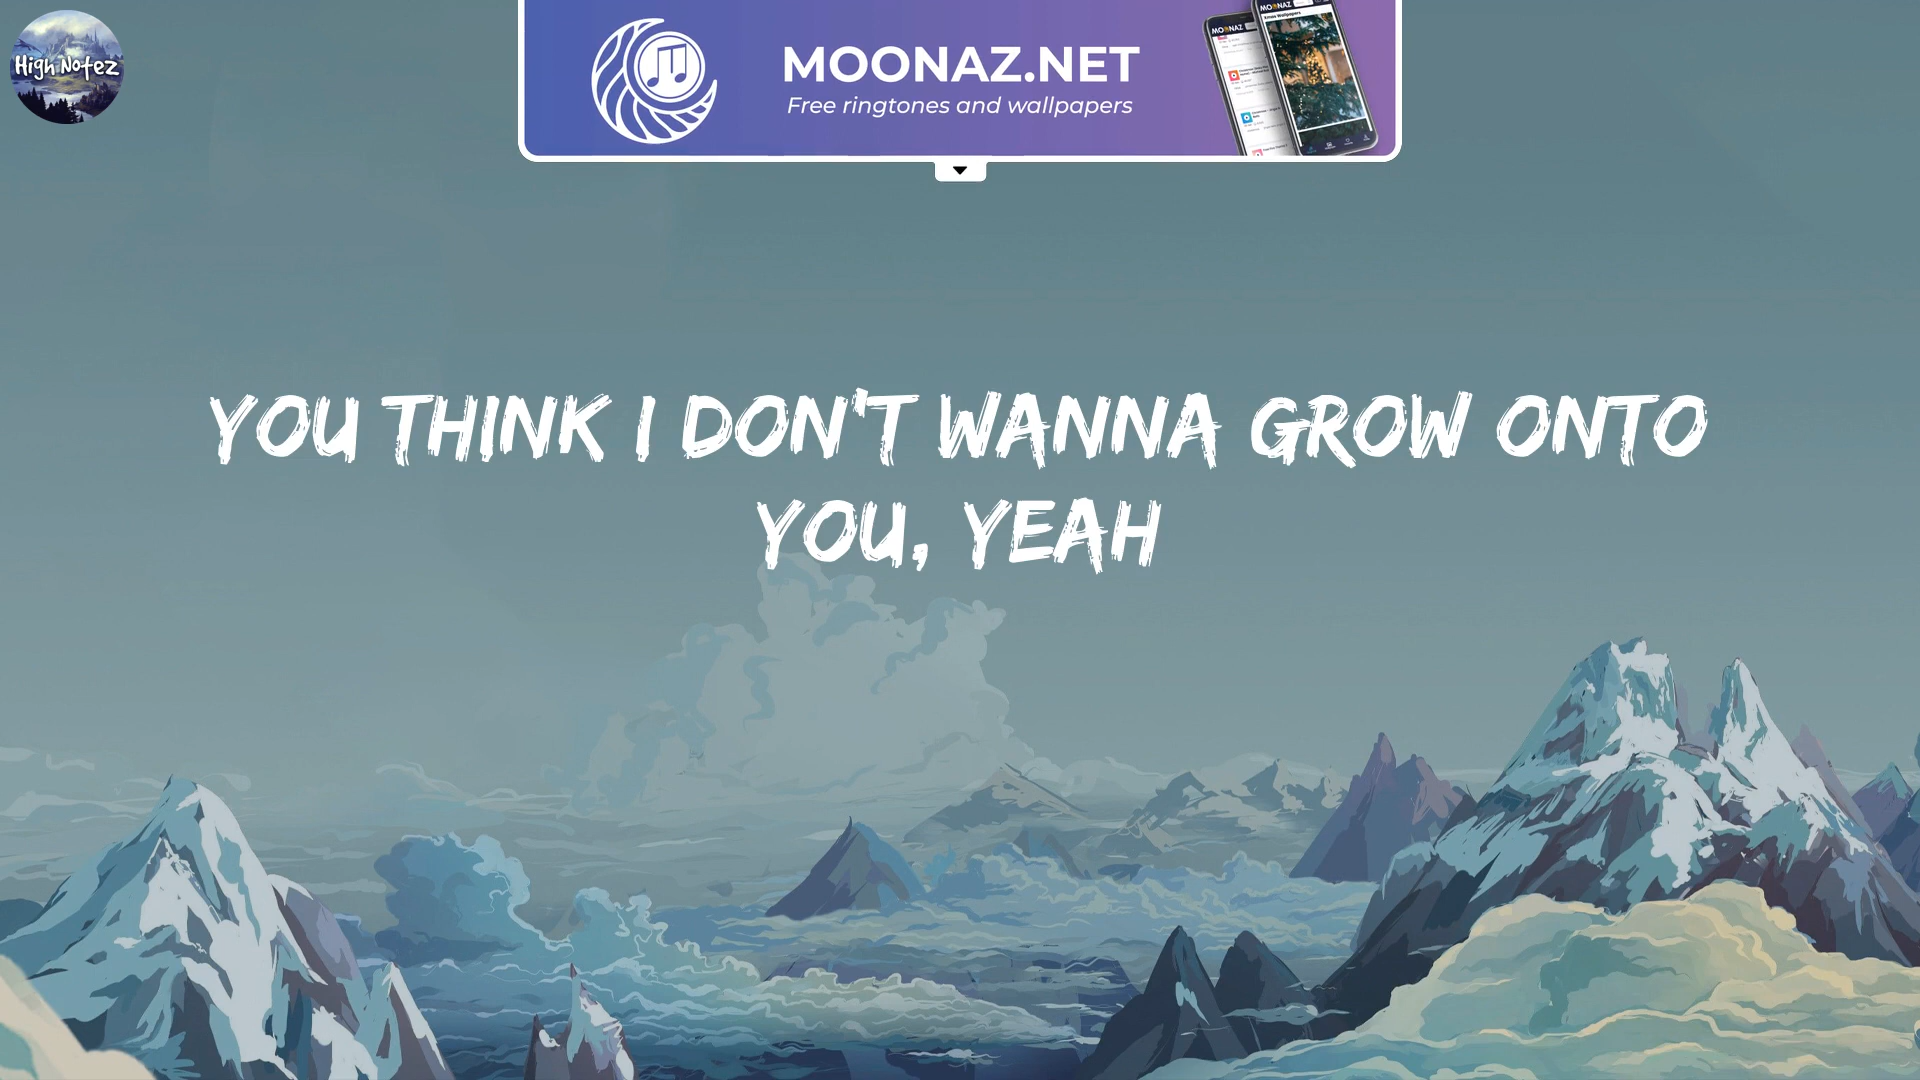 High Notez
MOONAZ.NET
Free ringtones and wallpapers
YOU THINK I DON'T WANNA GROW ONTO
YOU, YEAH